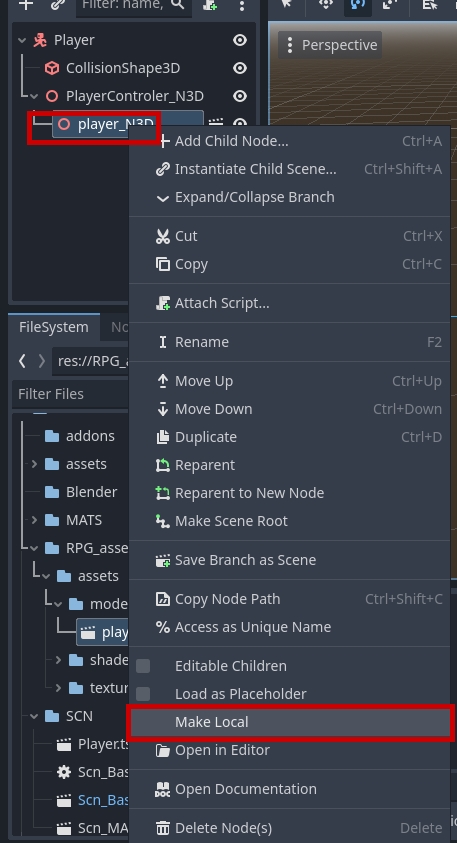 Filter: name,
Perspective
Player
CollisionShape3D
PlayerControler_N3D
player_N3D
Add Child Node... Ctrl+A
Instantiate Child Scene... Ctrl+Shift+A
Expand/Collapse Branch
Cut Ctrl+X
Copy Ctrl+C
Attach Script...
Rename F2
Move Up Ctrl+Up
Move Down Ctrl+Down
Duplicate Ctrl+D
Reparent
Reparent to New Node
Make Scene Root
Save Branch as Scene
Copy Node Path Ctrl+Shift+C
Access as Unique Name
Editable Children
Load as Placeholder
Make Local
Open in Editor
Open Documentation
Delete Node(s) Delete
FileSystem No
res://RPG_a
Filter Files
addons
assets
Blender
MATS
RPG_asse
assets
mode
play
shade
textur
SCN
Player.ts
Scn_Bas
Scn_Bas
Scn_MA